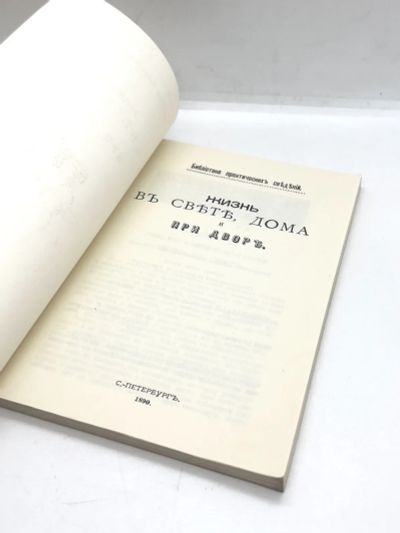 Библіотека практическихъ свѣдѣній.
ЖИЗНЬ
ВЪ СВѢТѢ, ДОМА
и
ПРИ ДВОРѢ.
С.-ПЕТЕРБУРГЪ.
1890.